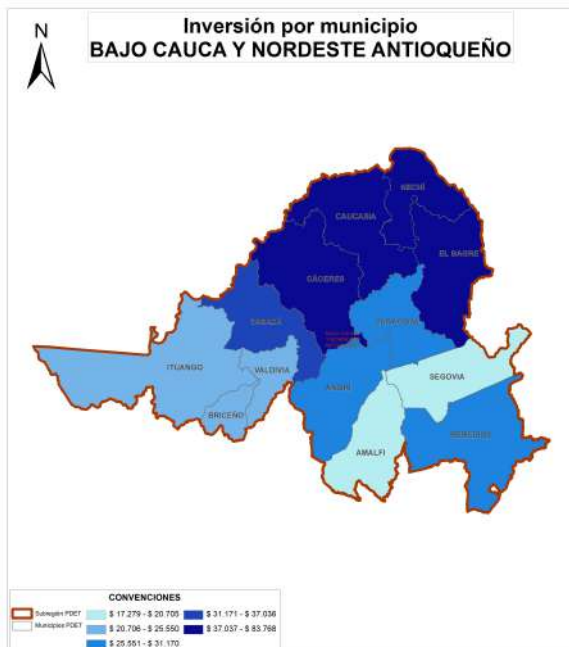 Inversión por municipio
BAJO CAUCA Y NORDESTE ANTIOQUEÑO
N
NECHÍ
CAUCASIA
EL BAGRE
CÁCERES
TARAZÁ
ZARAGOZA
ITUANGO
VALDIVIA
SEGOVIA
ANORÍ
BRICEÑO
REMEDIOS
AMALFI
CONVENCIONES
Subregión PDET
Municipios PDET
$ 17.279 - $ 20.705
$ 20.706 - $ 25.550
$ 25.551 - $ 31.170
$ 31.171 - $ 37.036
$ 37.037 - $ 83.768